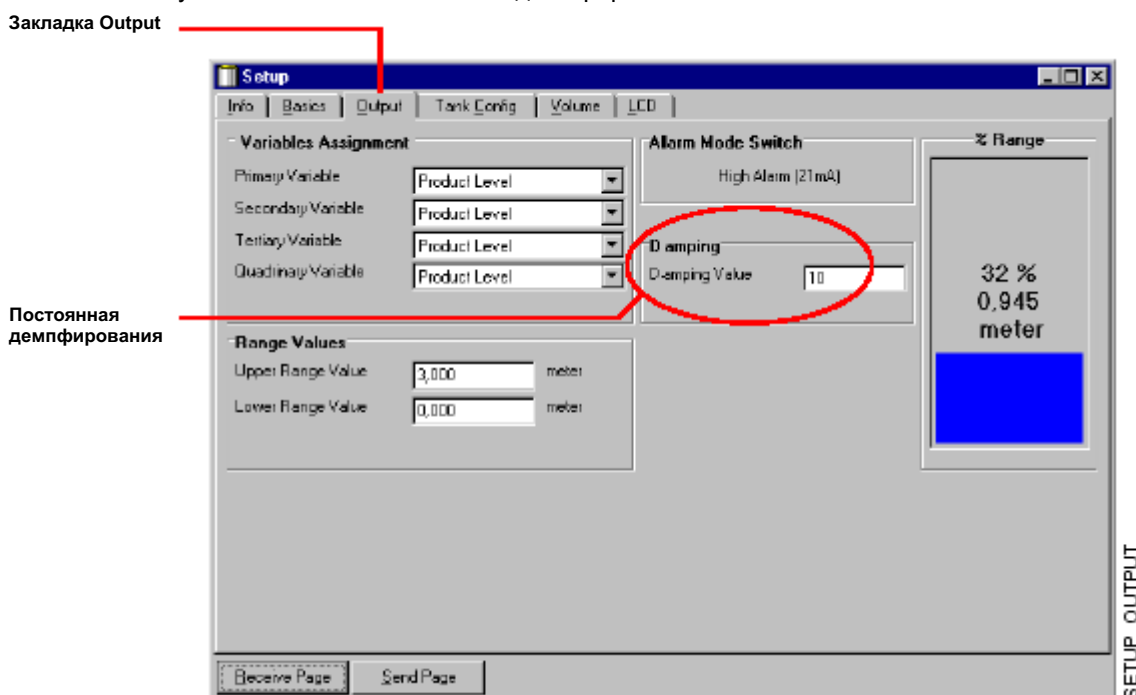 Закладка Output
Setup
Info Basics Output Tank Config Volume LCD
Variables Assignment
Primary Variable Product Level
Secondary Variable Product Level
Tertiary Variable Product Level
Quadrinary Variable Product Level
Alarm Mode Switch
High Alarm (21mA)
Damping
Damping Value 10
% Range
32 %
0,945
meter
Постоянная
демпфирования
Range Values
Upper Range Value 3,000 meter
Lower Range Value 0,000 meter
Receive Page Send Page
SETUP_OUTPUT